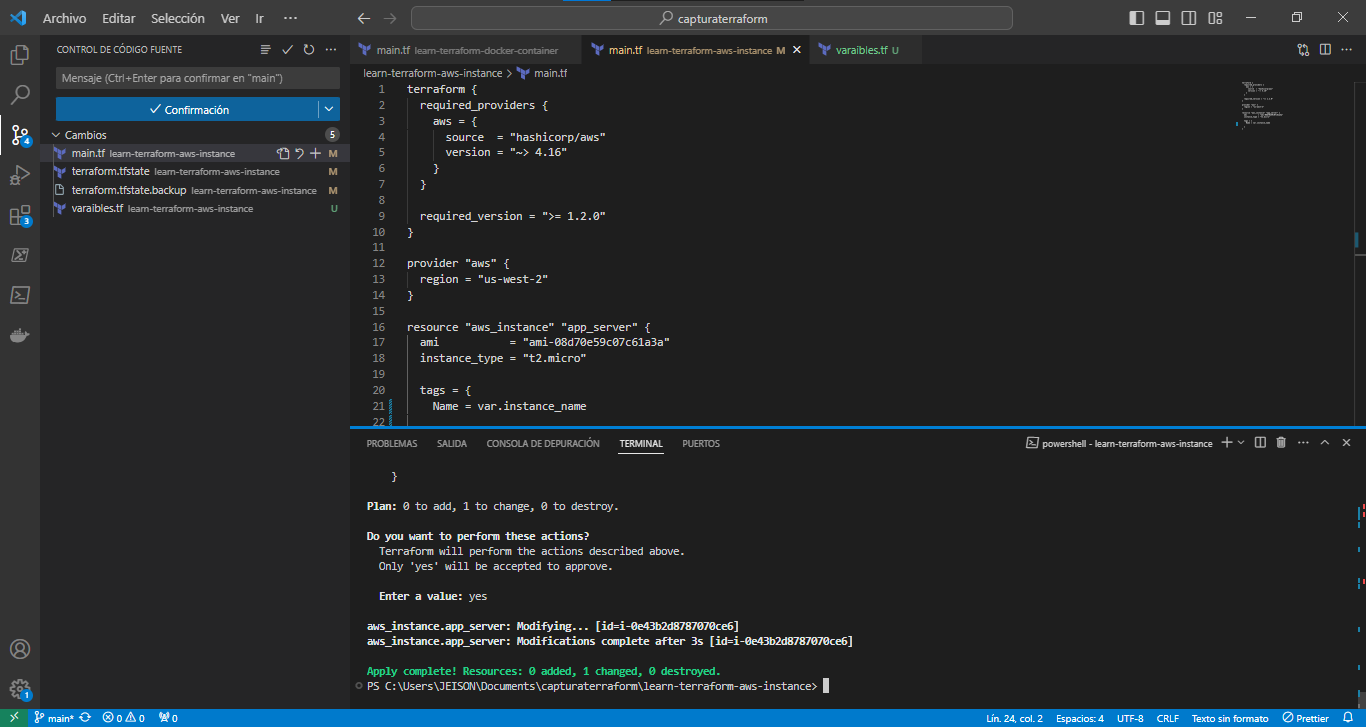 Archivo Editar Selección Ver Ir ··· capturaterraform
CONTROL DE CÓDIGO FUENTE
Mensaje (Ctrl+Enter para confirmar en "main")
Confirmación
Cambios 5
main.tf learn-terraform-aws-instance M
terraform.tfstate learn-terraform-aws-instance M
terraform.tfstate.backup learn-terraform-aws-instance M
varaibles.tf learn-terraform-aws-instance U
4
3
1
main.tf learn-terraform-docker-container main.tf learn-terraform-aws-instance M varaibles.tf U
learn-terraform-aws-instance > main.tf
1 terraform {
2 required_providers {
3 aws = {
4 source = "hashicorp/aws"
5 version = "~> 4.16"
6 }
7 }
8
9 required_version = ">= 1.2.0"
10 }
11
12 provider "aws" {
13 region = "us-west-2"
14 }
15
16 resource "aws_instance" "app_server" {
17 ami = "ami-08d70e59c07c61a3a"
18 instance_type = "t2.micro"
19
20 tags = {
21 Name = var.instance_name
22
PROBLEMAS SALIDA CONSOLA DE DEPURACIÓN TERMINAL PUERTOS powershell - learn-terraform-aws-instance
}
Plan: 0 to add, 1 to change, 0 to destroy.
Do you want to perform these actions?
Terraform will perform the actions described above.
Only 'yes' will be accepted to approve.
Enter a value: yes
aws_instance.app_server: Modifying... [id=i-0e43b2d8787070ce6]
aws_instance.app_server: Modifications complete after 3s [id=i-0e43b2d8787070ce6]
Apply complete! Resources: 0 added, 1 changed, 0 destroyed.
PS C:\Users\JEISON\Documents\capturaterraform\learn-terraform-aws-instance>
main* 0 0 0 Lín. 24, col. 2 Espacios: 4 UTF-8 CRLF Texto sin formato Prettier